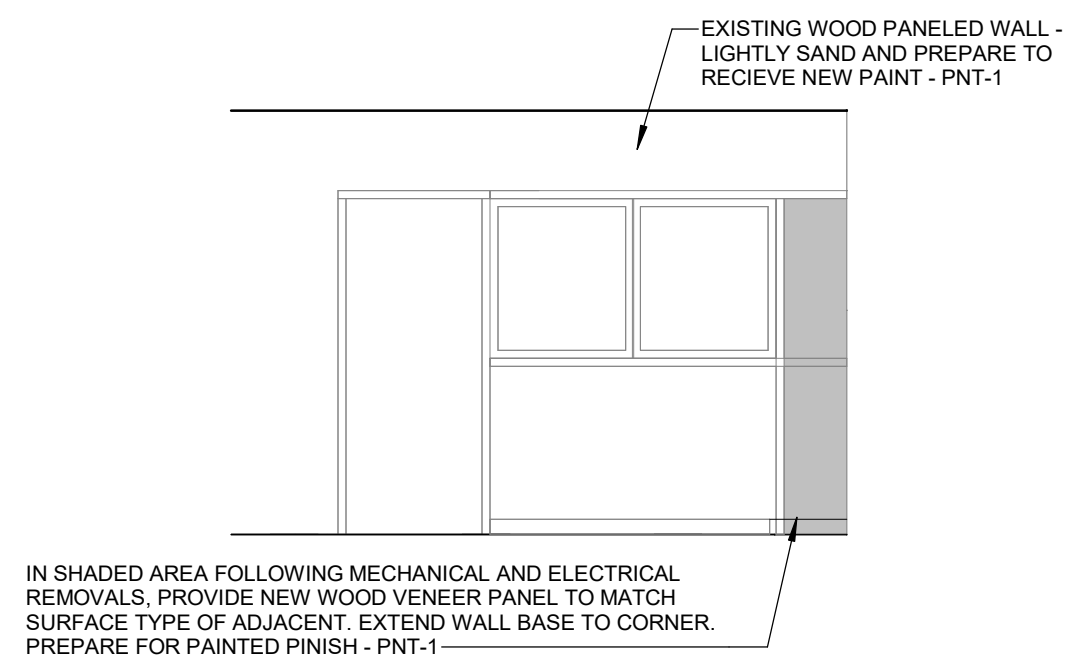 EXISTING WOOD PANELED WALL -
LIGHTLY SAND AND PREPARE TO
RECIEVE NEW PAINT - PNT-1
IN SHADED AREA FOLLOWING MECHANICAL AND ELECTRICAL
REMOVALS, PROVIDE NEW WOOD VENEER PANEL TO MATCH
SURFACE TYPE OF ADJACENT. EXTEND WALL BASE TO CORNER.
PREPARE FOR PAINTED PINISH - PNT-1